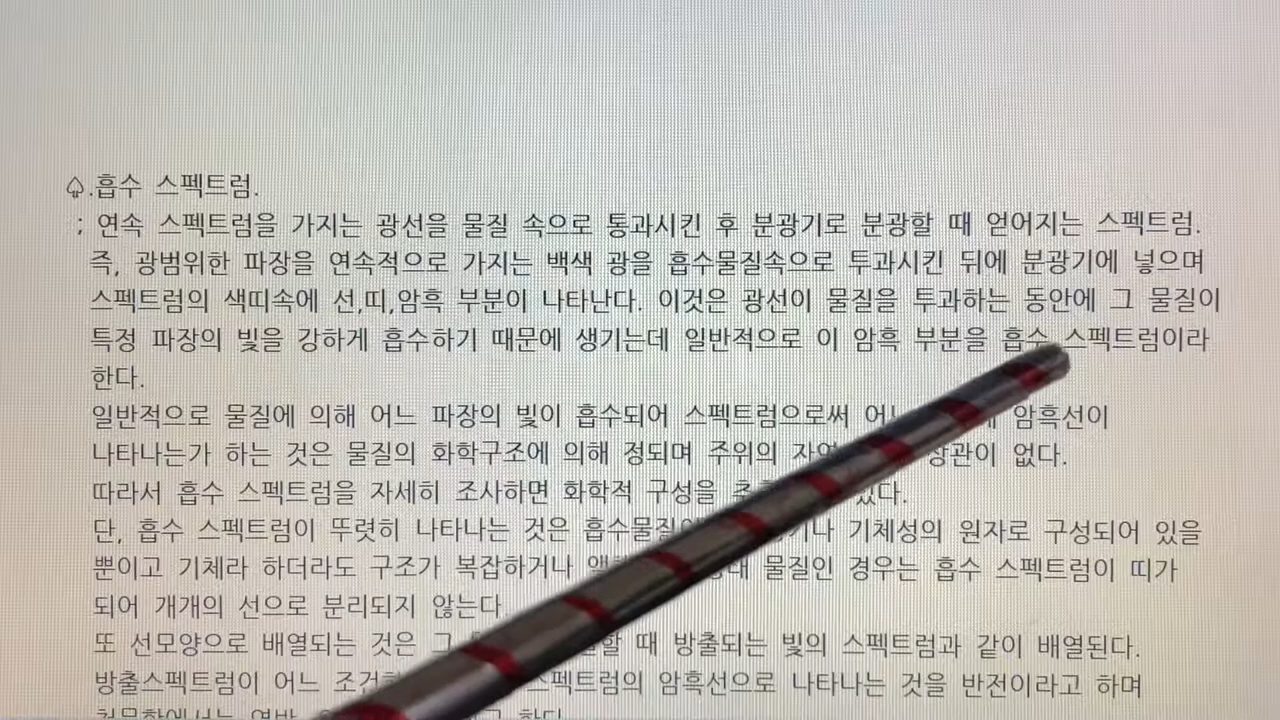 ♤.흡수 스펙트럼.
; 연속 스펙트럼을 가지는 광선을 물질 속으로 통과시킨 후 분광기로 분광할 때 얻어지는 스펙트럼.
즉, 광범위한 파장을 연속적으로 가지는 백색 광을 흡수물질속으로 투과시킨 뒤에 분광기에 넣으며
스펙트럼의 색띠속에 선,띠,암흑 부분이 나타난다. 이것은 광선이 물질을 투과하는 동안에 그 물질이
특정 파장의 빛을 강하게 흡수하기 때문에 생기는데 일반적으로 이 암흑 부분을 흡수 스펙트럼이라
한다.
일반적으로 물질에 의해 어느 파장의 빛이 흡수되어 스펙트럼으로써 암흑선이
나타나는가 하는 것은 물질의 화학구조에 의해 정되며 주위의 상관이 없다.
따라서 흡수 스펙트럼을 자세히 조사하면 화학적 구성을 있다.
단, 흡수 스펙트럼이 뚜렷히 나타나는 것은 기체성의 원자로 구성되어 있을
뿐이고 기체라 하더라도 구조가 복잡하거나 물질인 경우는 흡수 스펙트럼이 띠가
되어 개개의 선으로 분리되지 않는다
또 선모양으로 배열되는 것은 그 때 방출되는 빛의 스펙트럼과 같이 배열된다.
방출스펙트럼이 어느 스펙트럼의 암흑선으로 나타나는 것을 반전이라고 하며